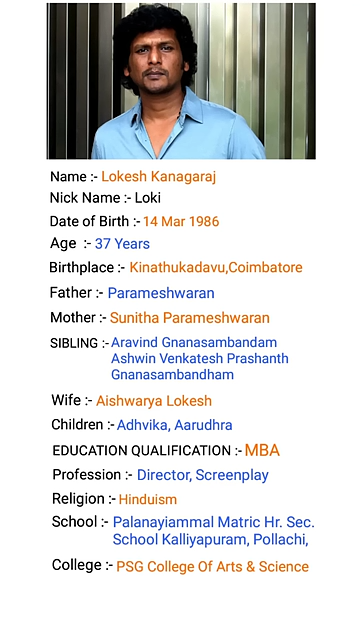 Name :- Lokesh Kanagaraj
Nick Name :- Loki
Date of Birth :- 14 Mar 1986
Age :- 37 Years
Birthplace :- Kinathukadavu,Coimbatore
Father :- Parameshwaran
Mother :- Sunitha Parameshwaran
SIBLING :- Aravind Gnanasambandam
Ashwin Venkatesh Prashanth
Gnanasambandham
Wife :- Aishwarya Lokesh
Children :- Adhvika, Aarudhra
EDUCATION QUALIFICATION :- MBA
Profession :- Director, Screenplay
Religion :- Hinduism
School :- Palanayiammal Matric Hr. Sec.
School Kalliyapuram, Pollachi,
College :- PSG College Of Arts & Science